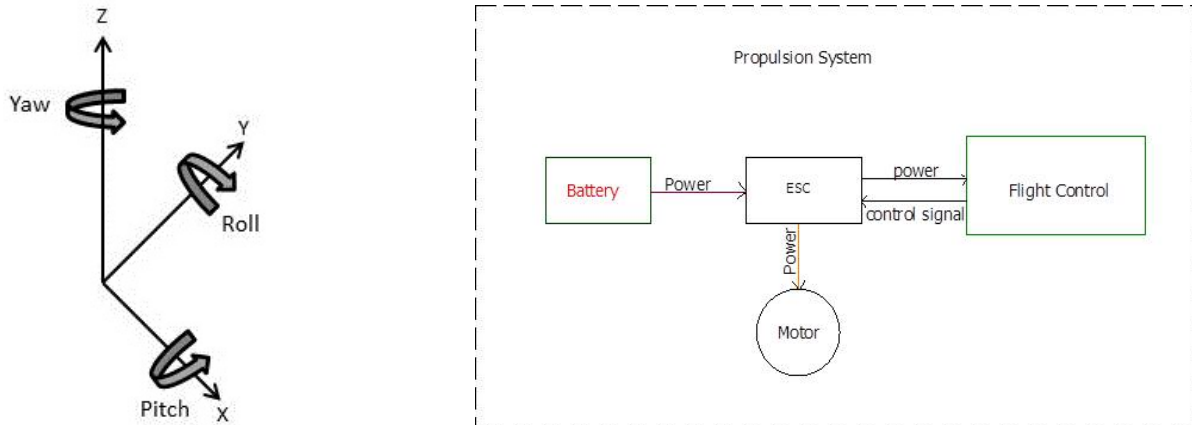 Z
Yaw
Y
Roll
Pitch
X
Propulsion System
Battery
Power
ESC
power
control signal
Flight Control
Power
Motor